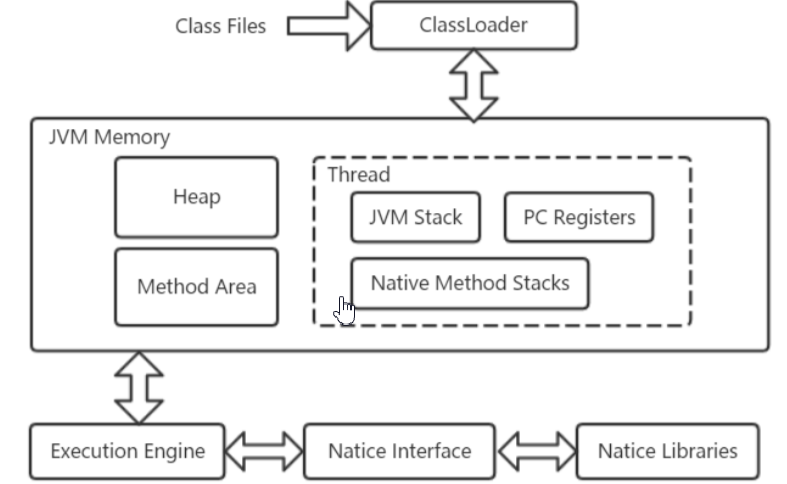 Class Files
ClassLoader
JVM Memory
Heap
Method Area
Thread
JVM Stack
PC Registers
Native Method Stacks
Execution Engine
Natice Interface
Natice Libraries